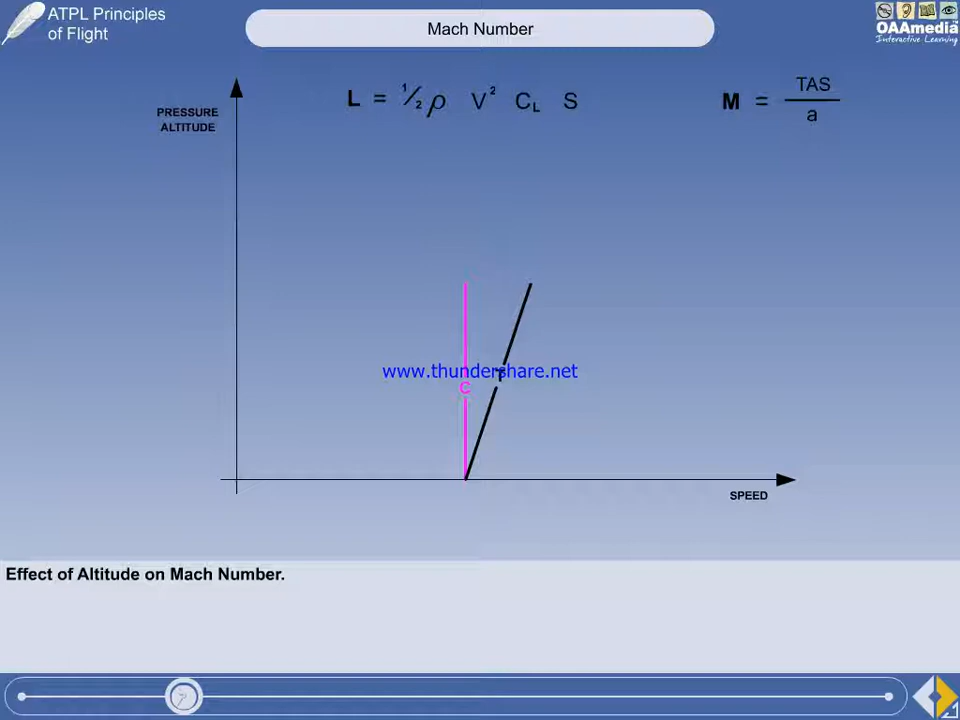 ATPL Principles
of Flight
Mach Number
OAAmedia
Interactive Learning
PRESSURE
ALTITUDE
L = ½ ρ V² C_L S
M = TAS
a
www.thundershare.net
T
C
SPEED
Effect of Altitude on Mach Number.